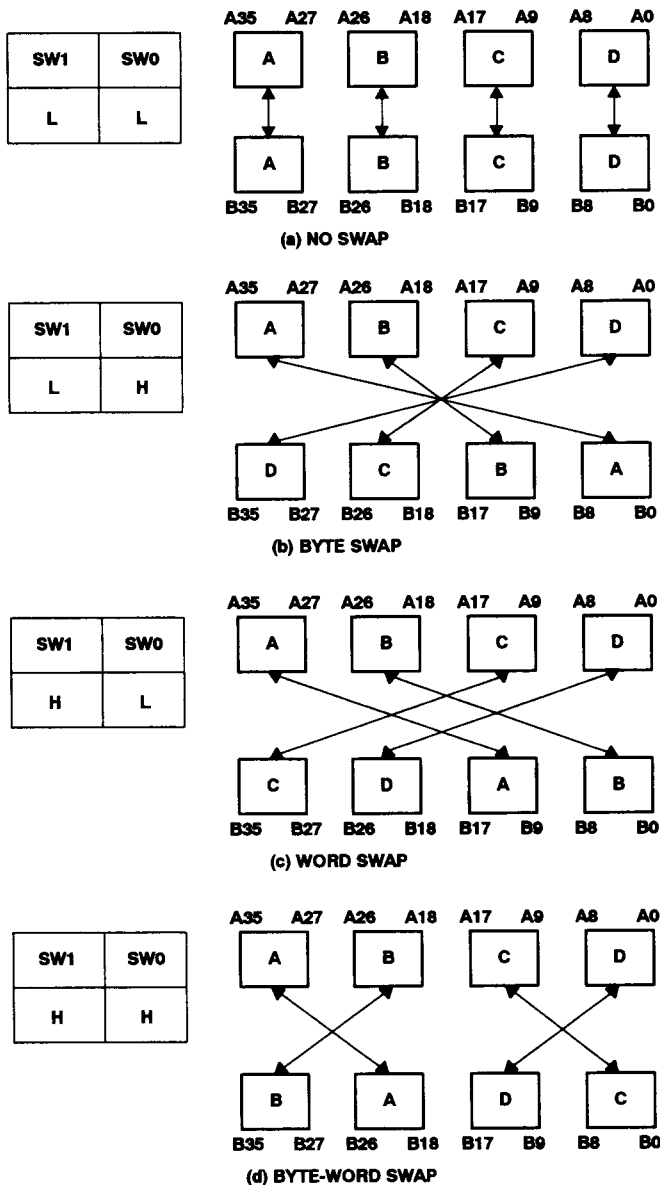 A35 A27 A26 A18 A17 A9 A8 A0
SW1 SW0 A B C D
L L
A B C D
B35 B27 B26 B18 B17 B9 B8 B0
(a) NO SWAP
A35 A27 A26 A18 A17 A9 A8 A0
SW1 SW0 A B C D
L H
D C B A
B35 B27 B26 B18 B17 B9 B8 B0
(b) BYTE SWAP
A35 A27 A26 A18 A17 A9 A8 A0
SW1 SW0 A B C D
H L
C D A B
B35 B27 B26 B18 B17 B9 B8 B0
(c) WORD SWAP
A35 A27 A26 A18 A17 A9 A8 A0
SW1 SW0 A B C D
H H
B A D C
B35 B27 B26 B18 B17 B9 B8 B0
(d) BYTE-WORD SWAP